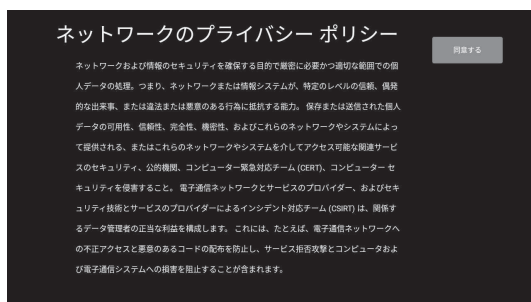 ネットワークのプライバシー ポリシー
同意する
ネットワークおよび情報のセキュリティを確保する目的で厳密に必要かつ適切な範囲での個
人データの処理。つまり、ネットワークまたは情報システムが、特定のレベルの信頼、偶発
的な出来事、または違法または悪意のある行為に抵抗する能力。 保存または送信された個人
データの可用性、信頼性、完全性、機密性、およびこれらのネットワークやシステムによっ
て提供される、またはこれらのネットワークやシステムを介してアクセス可能な関連サービ
スのセキュリティ、公的機関、コンピューター緊急対応チーム (CERT)、コンピューター セ
キュリティを侵害すること。 電子通信ネットワークとサービスのプロバイダー、およびセキ
ュリティ技術とサービスのプロバイダーによるインシデント対応チーム (CSIRT) は、関係す
るデータ管理者の正当な利益を構成します。 これには、たとえば、電子通信ネットワークへ
の不正アクセスと悪意のあるコードの配布を防止し、サービス拒否攻撃とコンピュータおよ
び電子通信システムへの損害を阻止することが含まれます。